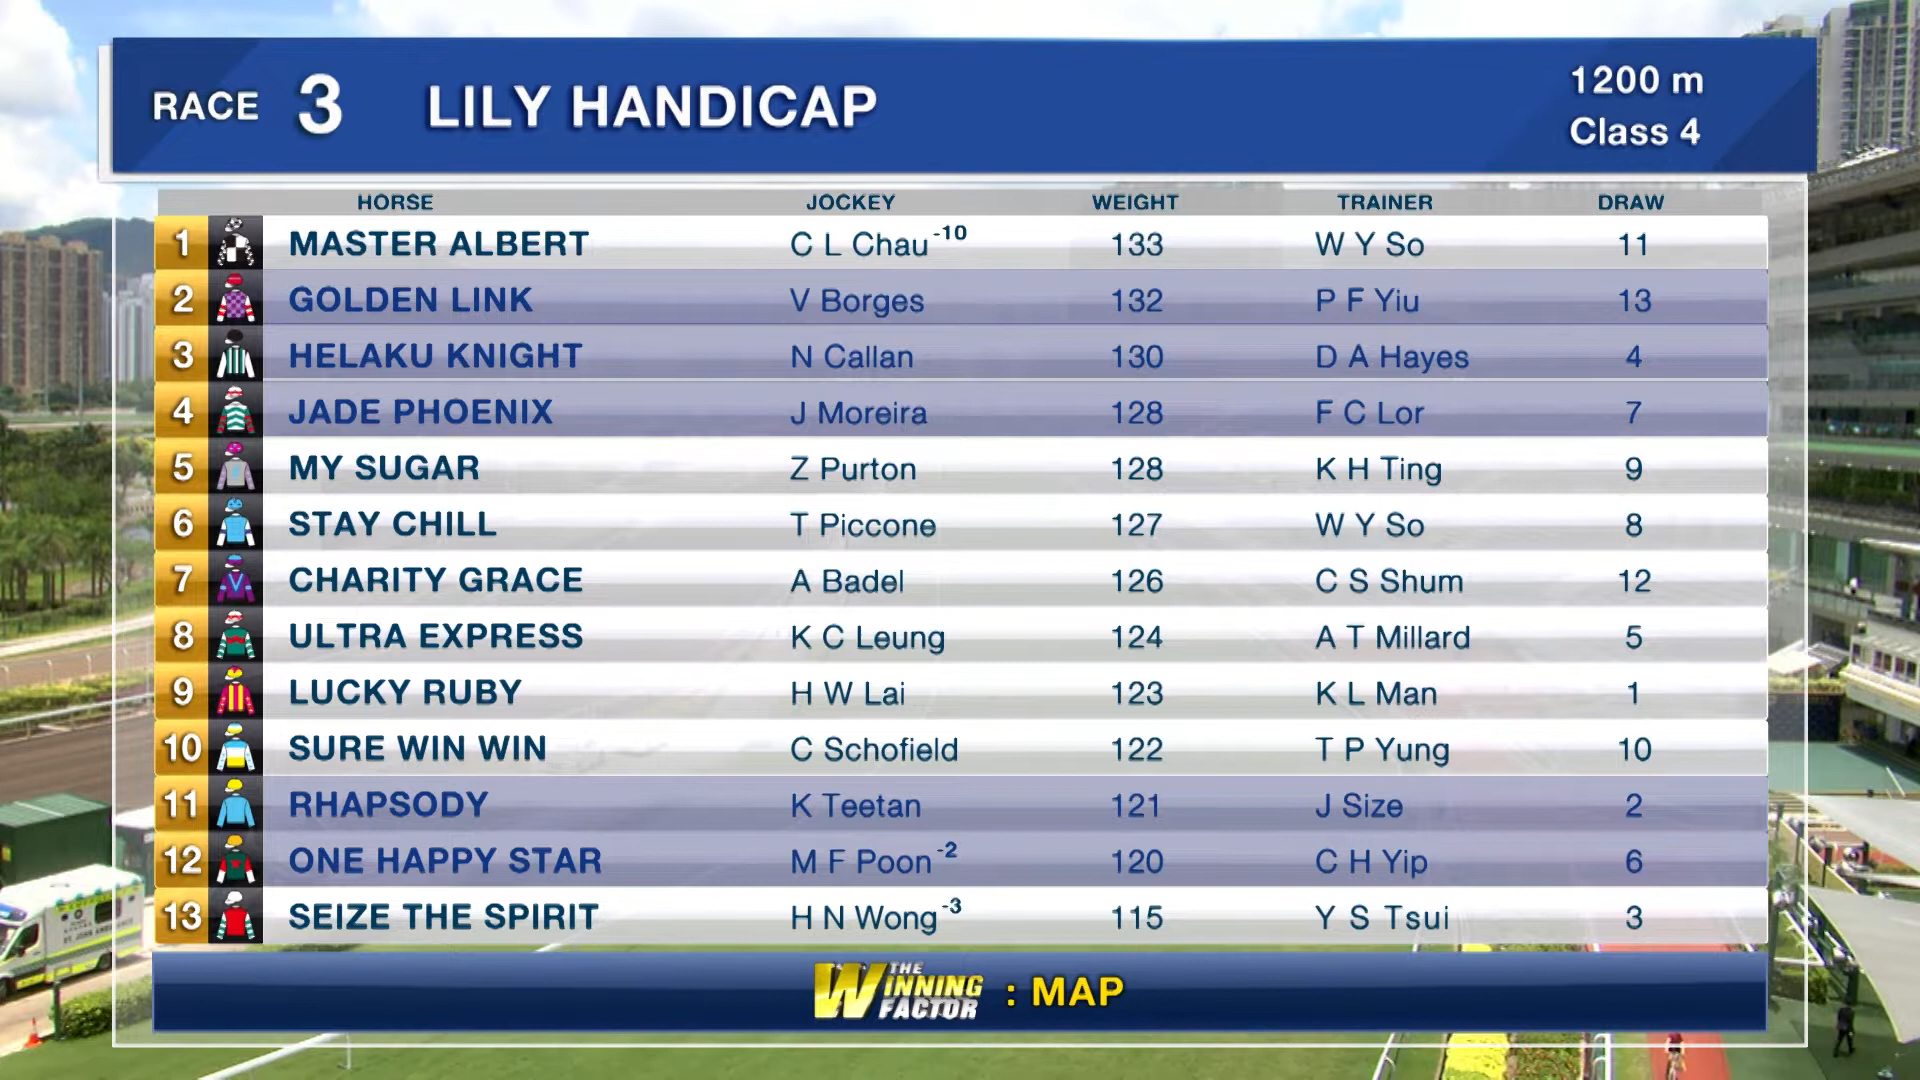 RACE 3 LILY HANDICAP
1200 m
Class 4
HORSE JOCKEY WEIGHT TRAINER DRAW
1 MASTER ALBERT C L Chau -10 133 W Y So 11
2 GOLDEN LINK V Borges 132 P F Yiu 13
3 HELAKU KNIGHT N Callan 130 D A Hayes 4
4 JADE PHOENIX J Moreira 128 F C Lor 7
5 MY SUGAR Z Purton 128 K H Ting 9
6 STAY CHILL T Piccone 127 W Y So 8
7 CHARITY GRACE A Badel 126 C S Shum 12
8 ULTRA EXPRESS K C Leung 124 A T Millard 5
9 LUCKY RUBY H W Lai 123 K L Man 1
10 SURE WIN WIN C Schofield 122 T P Yung 10
11 RHAPSODY K Teetan 121 J Size 2
12 ONE HAPPY STAR M F Poon -2 120 C H Yip 6
13 SEIZE THE SPIRIT H N Wong -3 115 Y S Tsui 3
THE WINNING FACTOR : MAP